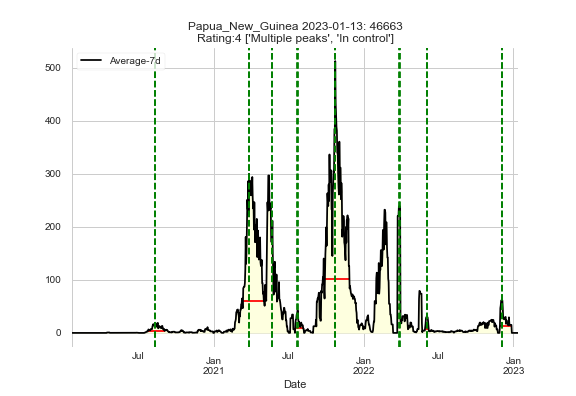 Papua_New_Guinea 2023-01-13: 46663
Rating:4 ['Multiple peaks', 'In control']
Average-7d
500
400
300
200
100
0
Jul
Jan
2021
Jul
Jan
2022
Jul
Jan
2023
Date